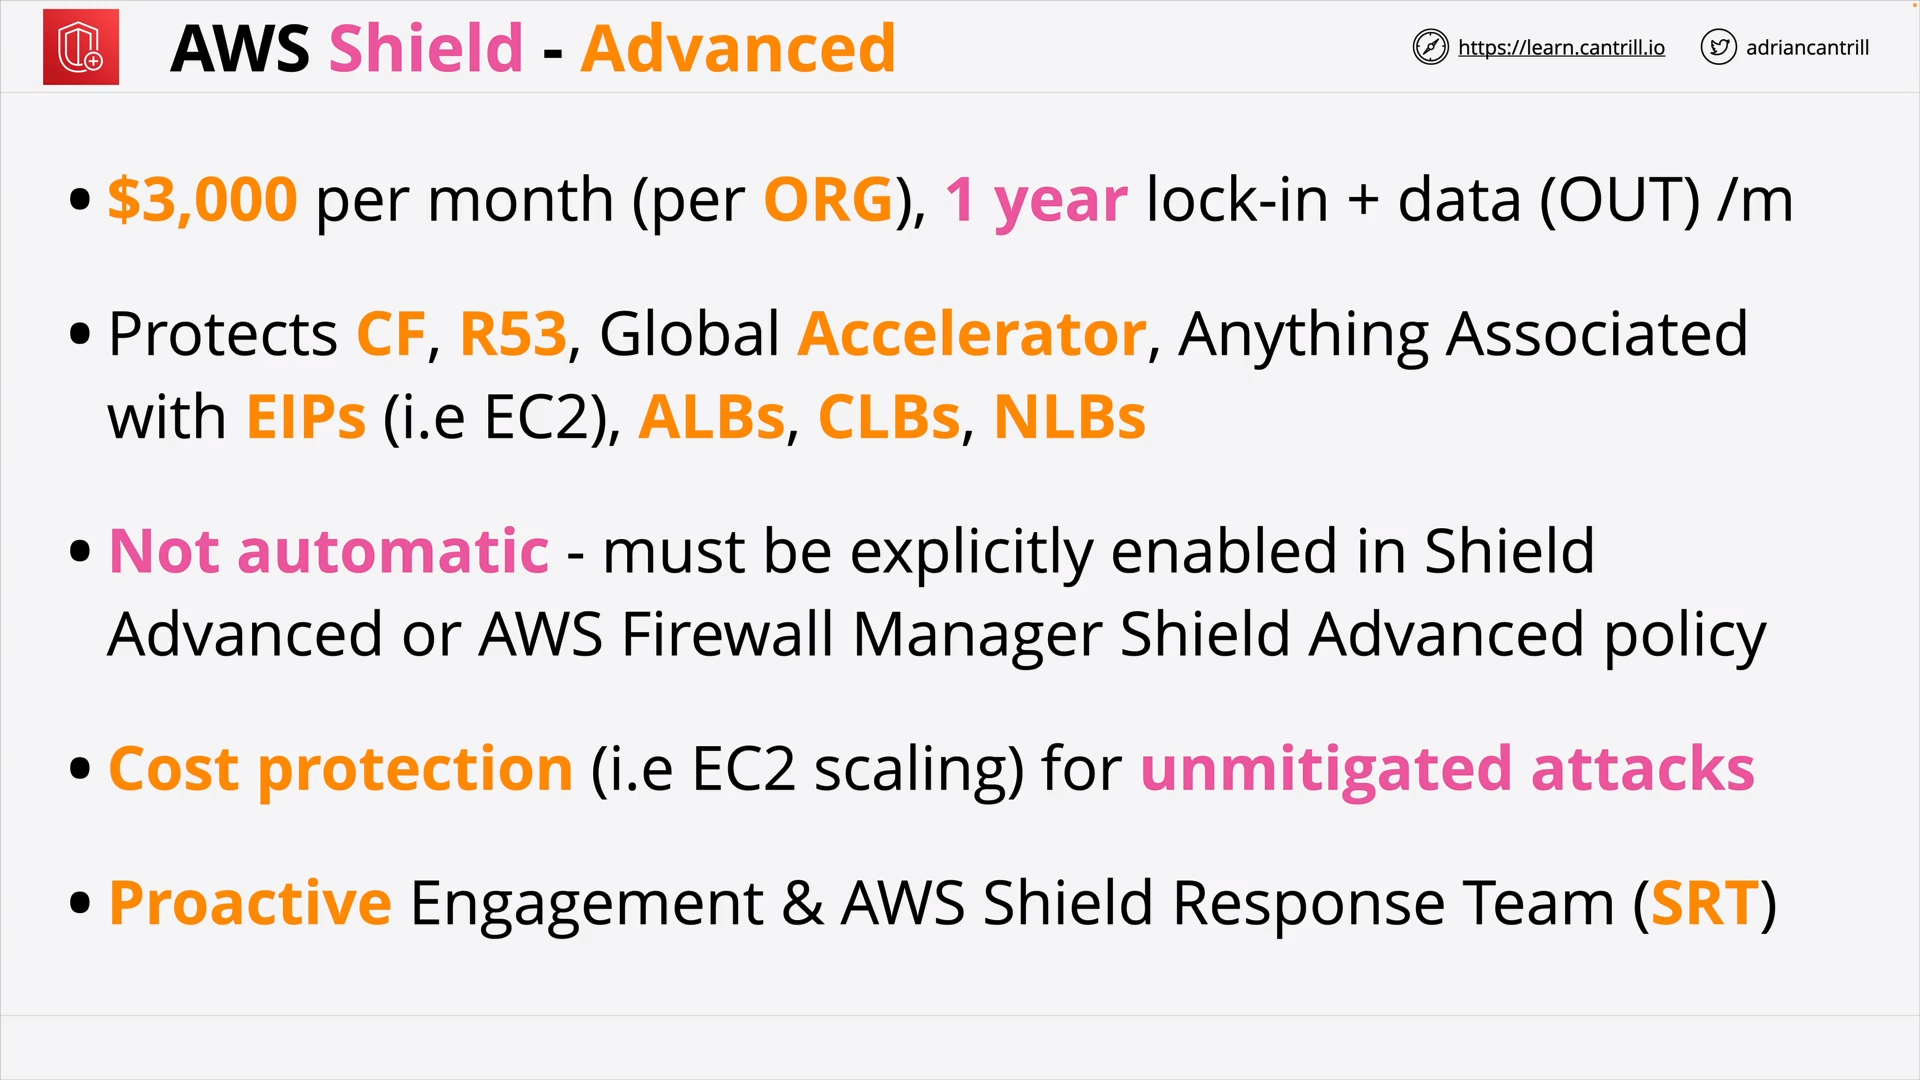 AWS Shield - Advanced
https://learn.cantrill.io
adriancantrill
• $3,000 per month (per ORG), 1 year lock-in + data (OUT) /m
• Protects CF, R53, Global Accelerator, Anything Associated
with EIPs (i.e EC2), ALBs, CLBs, NLBs
• Not automatic - must be explicitly enabled in Shield
Advanced or AWS Firewall Manager Shield Advanced policy
• Cost protection (i.e EC2 scaling) for unmitigated attacks
• Proactive Engagement & AWS Shield Response Team (SRT)